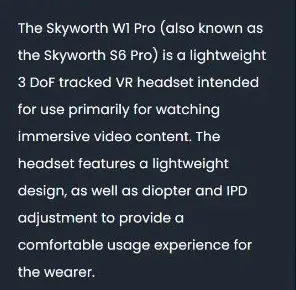 The Skyworth W1 Pro (also known as
the Skyworth S6 Pro) is a lightweight
3 DoF tracked VR headset intended
for use primarily for watching
immersive video content. The
headset features a lightweight
design, as well as diopter and IPD
adjustment to provide a
comfortable usage experience for
the wearer.